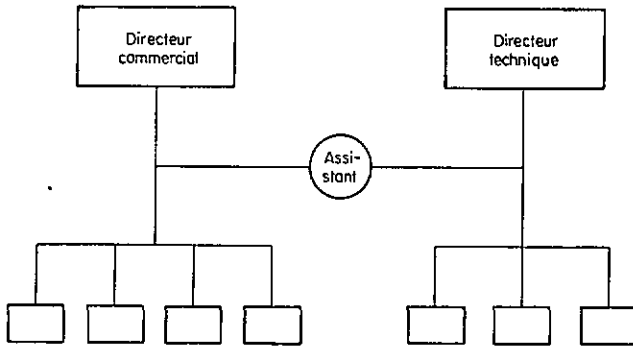 Directeur
commercial
Directeur
technique
Assi-
stant